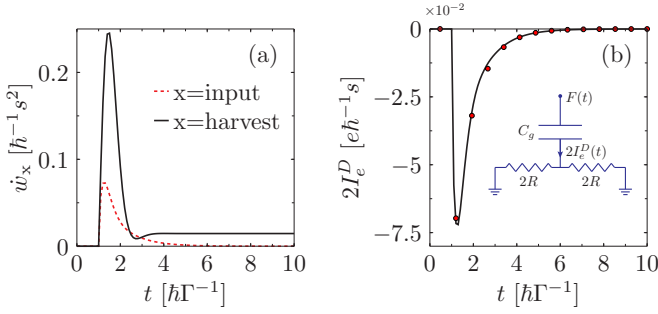 (a)
0.2
0.1
0
ẇx [ℏ⁻¹s²]
x=input
x=harvest
0 2 4 6 8 10
t [ℏΓ⁻¹]
×10⁻²
(b)
0
−2.5
−5
−7.5
2I_e^D [eℏ⁻¹s]
F(t)
C_g
2I_e^D(t)
2R 2R
0 2 4 6 8 10
t [ℏΓ⁻¹]